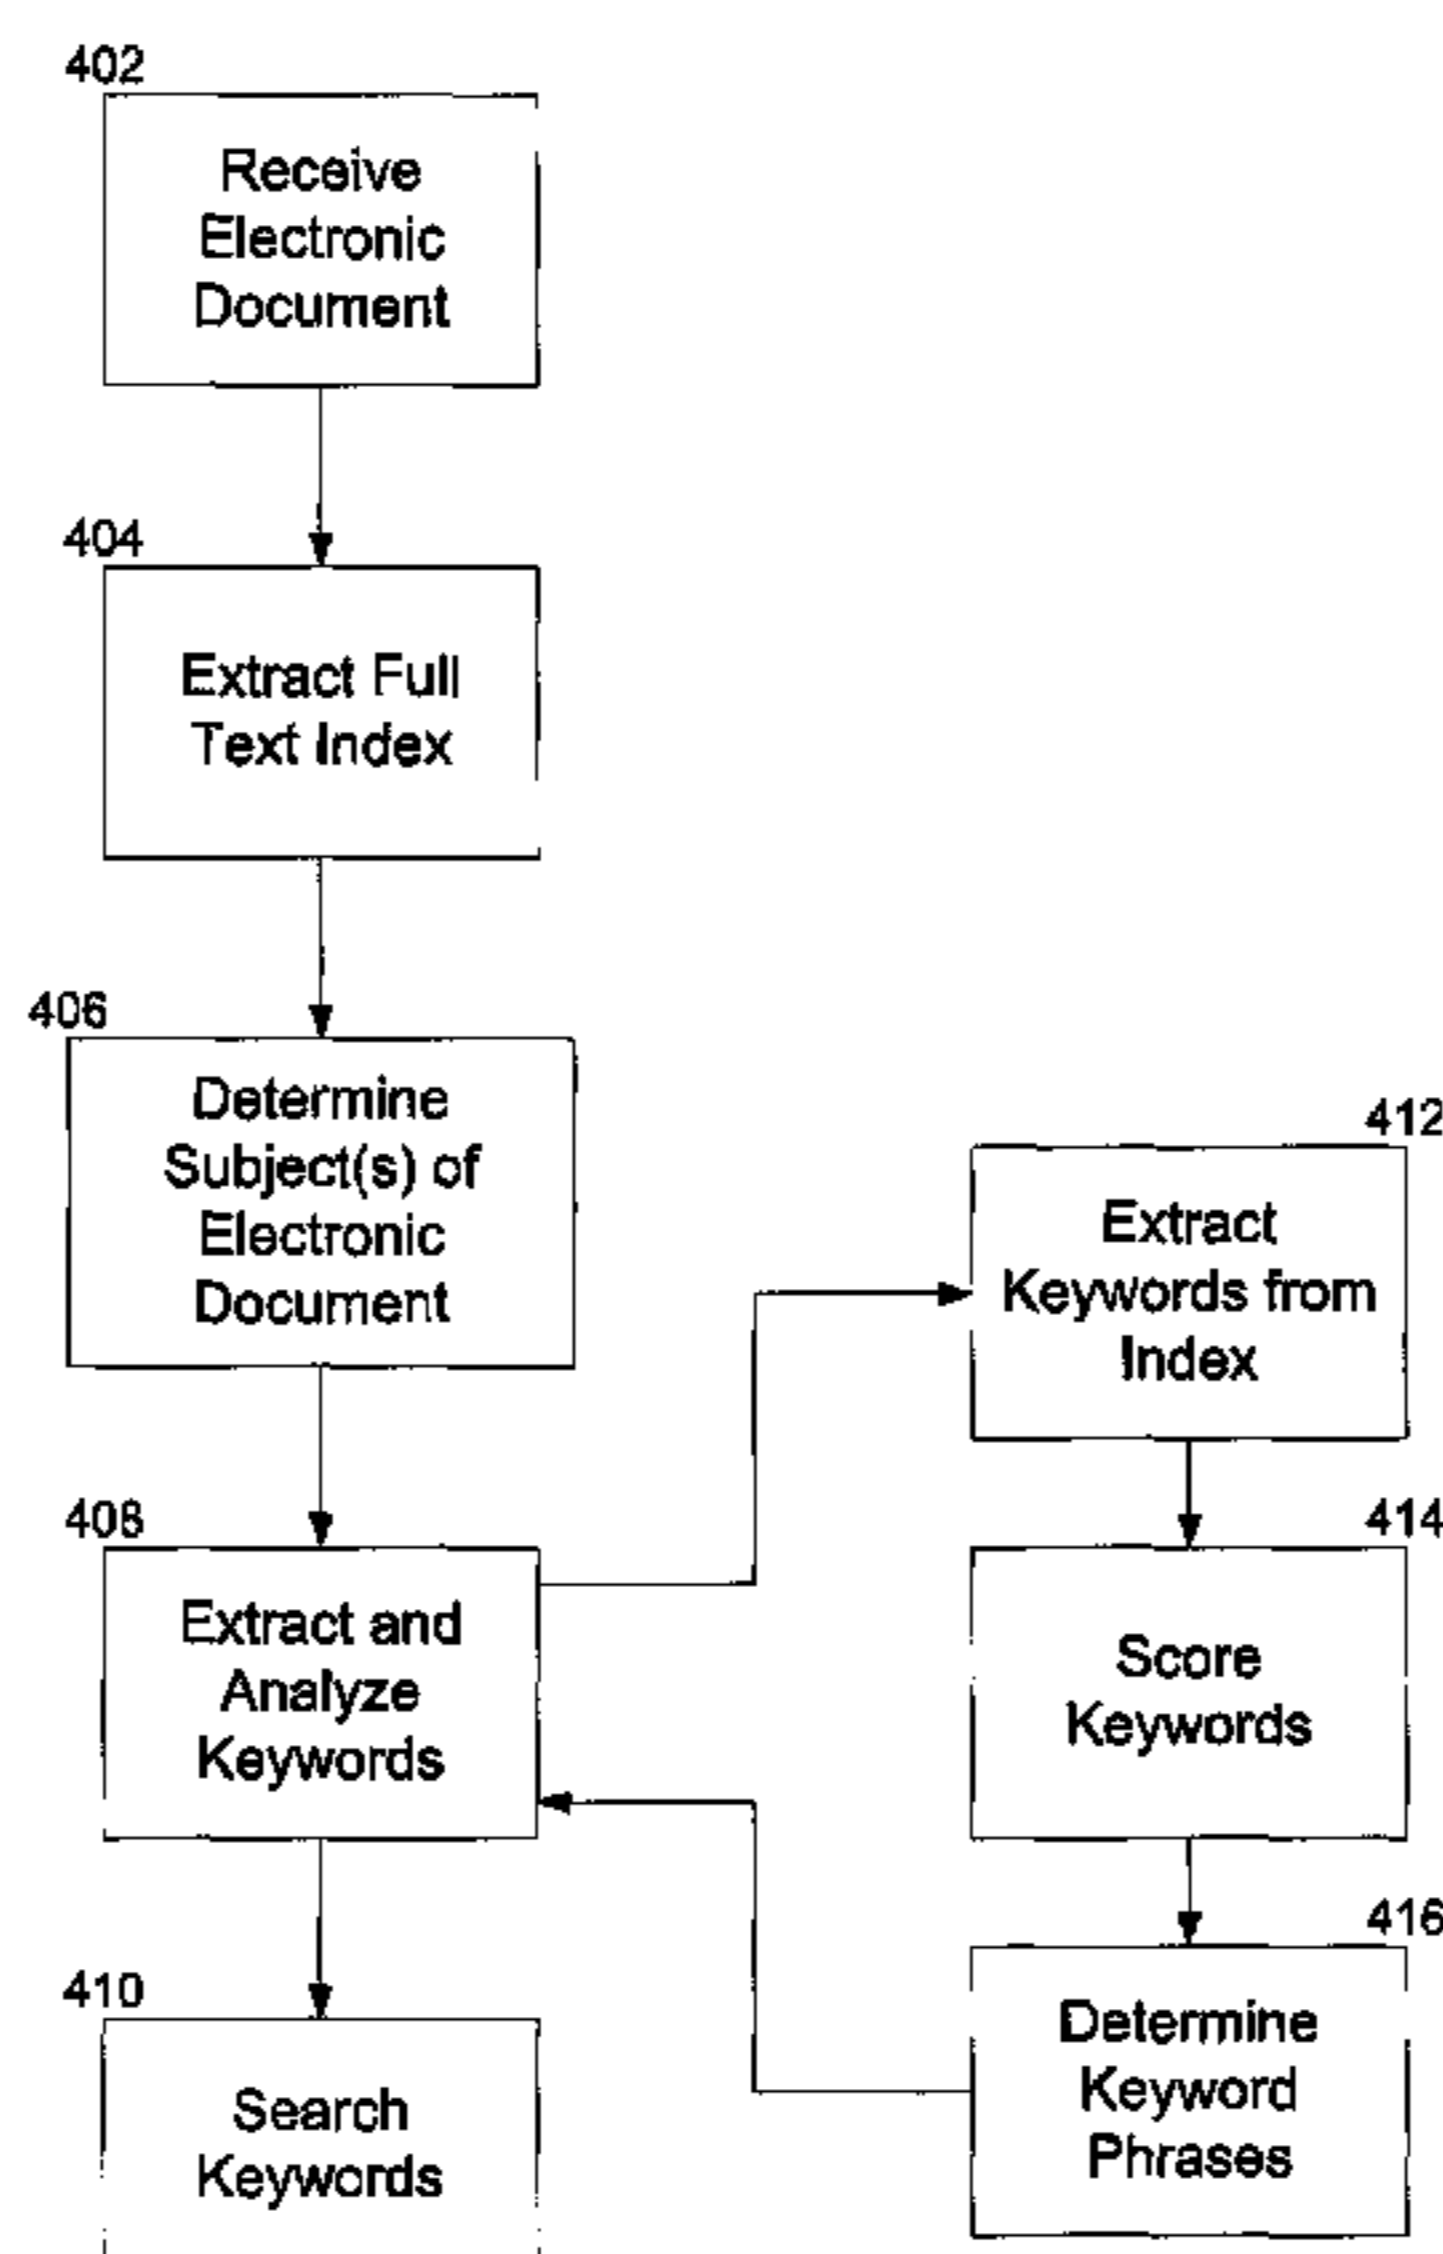 402
Receive
Electronic
Document
404
Extract Full
Text Index
406
Determine
Subject(s) of
Electronic
Document
408
Extract and
Analyze
Keywords
410
Search
Keywords
412
Extract
Keywords from
Index
414
Score
Keywords
416
Determine
Keyword
Phrases